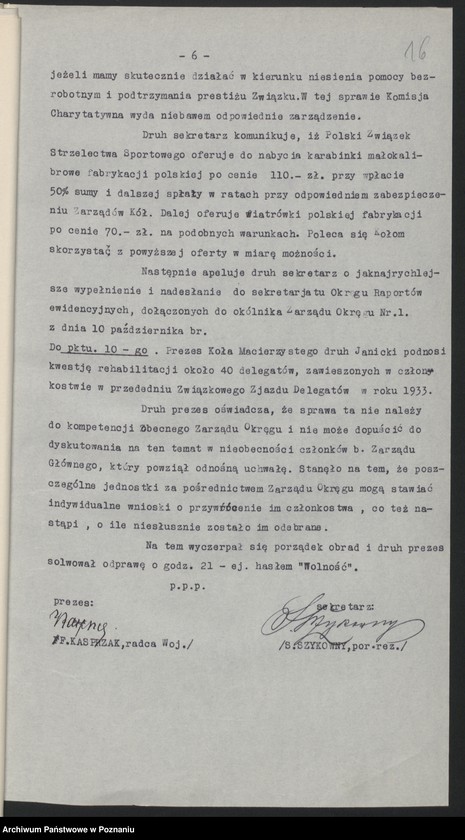 - 6 -
16
jeżeli mamy skutecznie działać w kierunku niesienia pomocy bez-
robotnym i podtrzymania prestiżu Związku.W tej sprawie Komisja
Charytatywna wyda niebawem odpowiednie zarządzenie.
Druh sekretarz komunikuje, iż Polski Związek
Strzelectwa Sportowego oferuje do nabycia karabinki małokali-
browe fabrykacji polskiej po cenie 110.- zł. przy wpłacie
50% sumy i dalszej spłaty w ratach przy odpowiedniem zabezpiecze-
niu Zarządów Kół. Dalej oferuje wiatrówki polskiej fabrykacji
po cenie 70.- zł. na podobnych warunkach. Poleca się Kołom
skorzystać z powyższej oferty w miarę możności.
Następnie apeluje druh sekretarz o jaknajrychlej-
sze wypełnienie i nadesłanie do sekretarjatu Okręgu Raportów
ewidencyjnych, dołączonych do okólnika Zarządu Okręgu Nr.1.
z dnia 10 października br.
Do pktu. 10 - go . Prezes Koła Macierzystego druh Janicki podnosi
kwestję rehabilitacji około 40 delegatów, zawieszonych w człony
kostwie w przededniu Związkowego Zjazdu Delegatów w roku 1933.
Druh prezes oświadcza, że sprawa ta nie należy
do kompetencji obecnego Zarządu Okręgu i nie może dopuścić do
dyskutowania na ten temat w nieobecności członków b. Zarządu
Głównego, który powziął odnośną uchwałę. Stanęło na tem, że posz-
czególne jednostki za pośrednictwem Zarządu Okręgu mogą stawiać
indywidualne wnioski o przywrócenie im członkostwa , co też na-
stąpi , o ile niesłusznie zostało im odebrane.
Na tem wyczerpał się porządek obrad i druh prezes
solwował odprawę o godz. 21 - ej. hasłem "Wolność".
p.p.p.
prezes:
sekretarz:
/F.KASPRZAK,radca Woj./
/S.SZYKOWNY,por.rez./
Archiwum Państwowe w Poznaniu